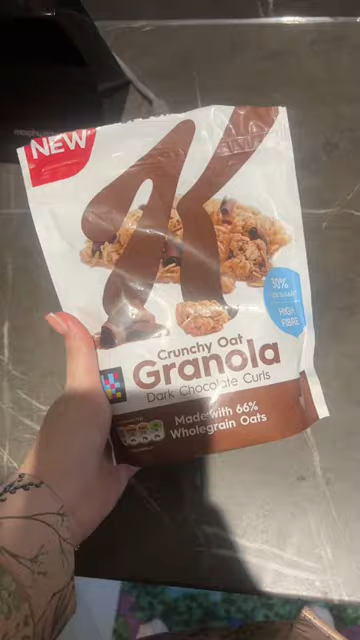 NEW
K
30%
HIGH
FIBRE
Crunchy Oat
Granola
Dark Chocolate Curls
Made with 66%
Wholegrain Oats